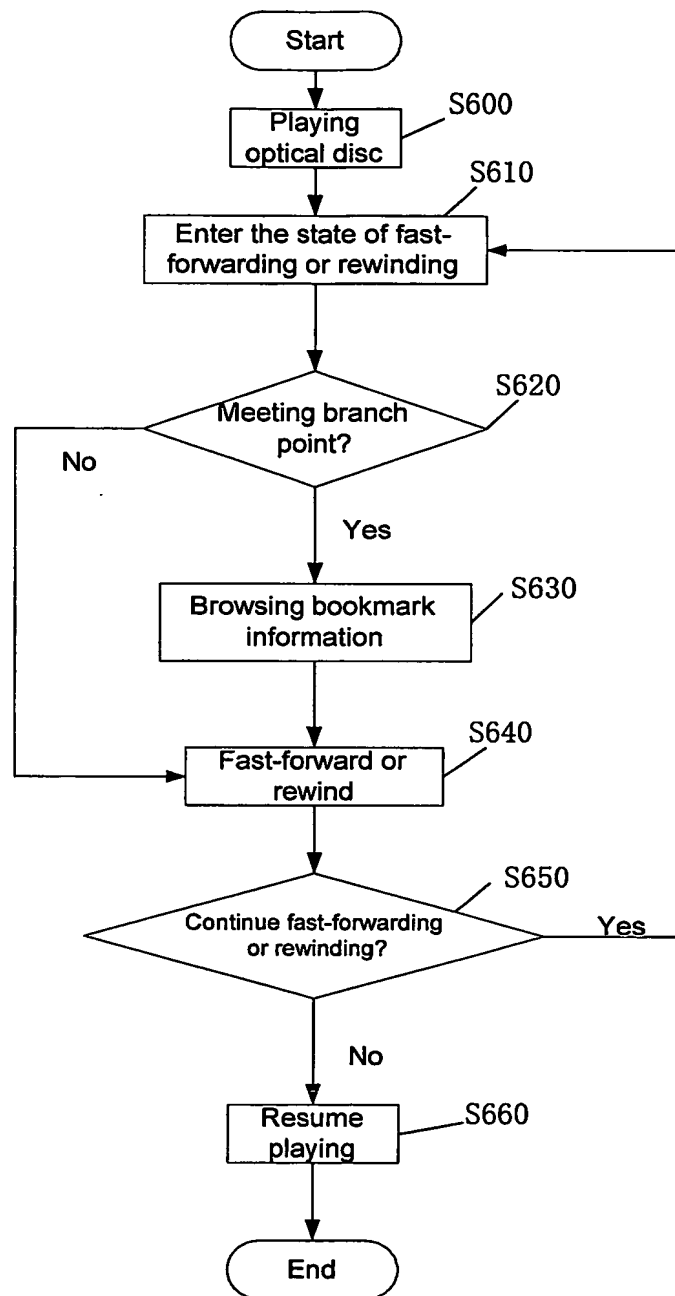 Start
S600
Playing
optical disc
S610
Enter the state of fast-
forwarding or rewinding
S620
Meeting branch
point?
No
Yes
S630
Browsing bookmark
information
S640
Fast-forward or
rewind
S650
Continue fast-forwarding
or rewinding?
Yes
No
S660
Resume
playing
End